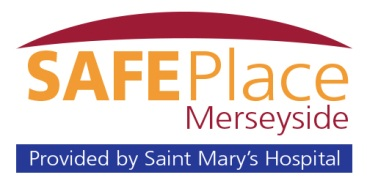 SAFEPlace
Merseyside
Provided by Saint Mary's Hospital